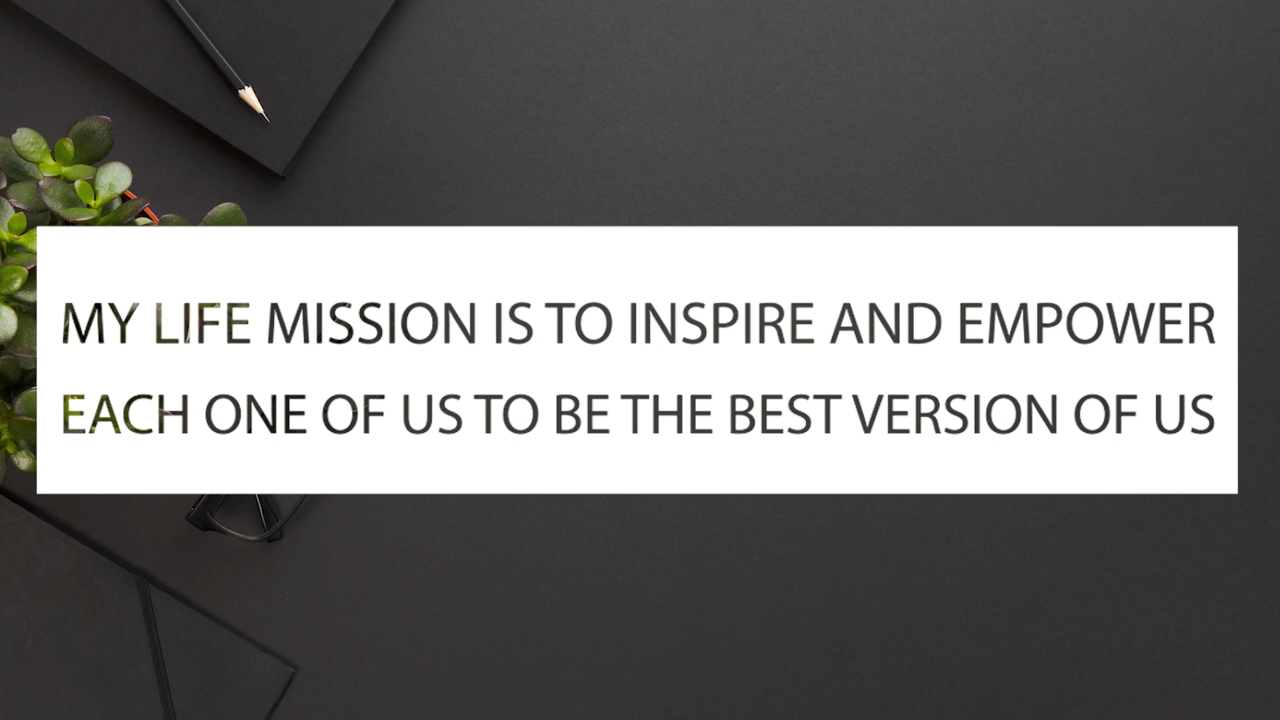 MY LIFE MISSION IS TO INSPIRE AND EMPOWER
EACH ONE OF US TO BE THE BEST VERSION OF US